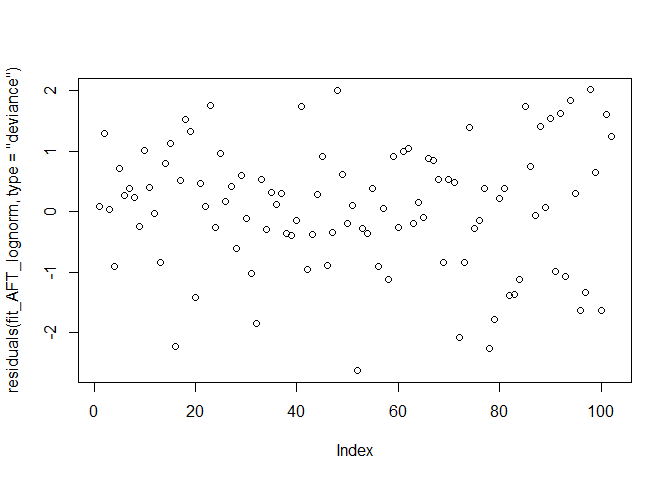 residuals(fit_AFT_lognorm, type = "deviance")
2
1
0
-1
-2
0 20 40 60 80 100
Index